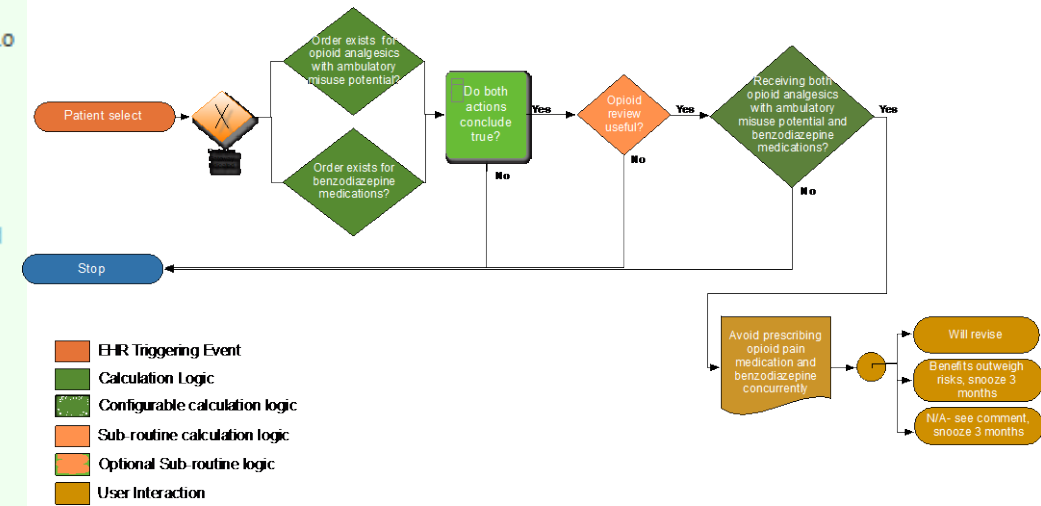 Patient select
X
Order exists for
opioid analgesics
with ambulatory
misuse potential?
Order exists for
benzodiazepine
medications?
Do both
actions
conclude
true?
Yes
No
Opioid
review
useful?
Yes
No
Receiving both
opioid analgesics
with ambulatory
misuse potential and
benzodiazepine
medications?
Yes
No
Stop
Avoid prescribing
opioid pain
medication and
benzodiazepine
concurrently
Will revise
Benefits outweigh
risks, snooze 3
months
N/A- see comment,
snooze 3 months
EHR Triggering Event
Calculation Logic
Configurable calculation logic
Sub-routine calculation logic
Optional Sub-routine logic
User Interaction